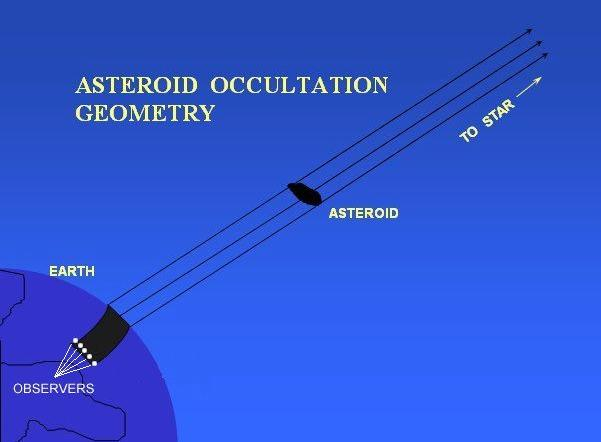 ASTEROID OCCULTATION
GEOMETRY
TO STAR
ASTEROID
EARTH
OBSERVERS